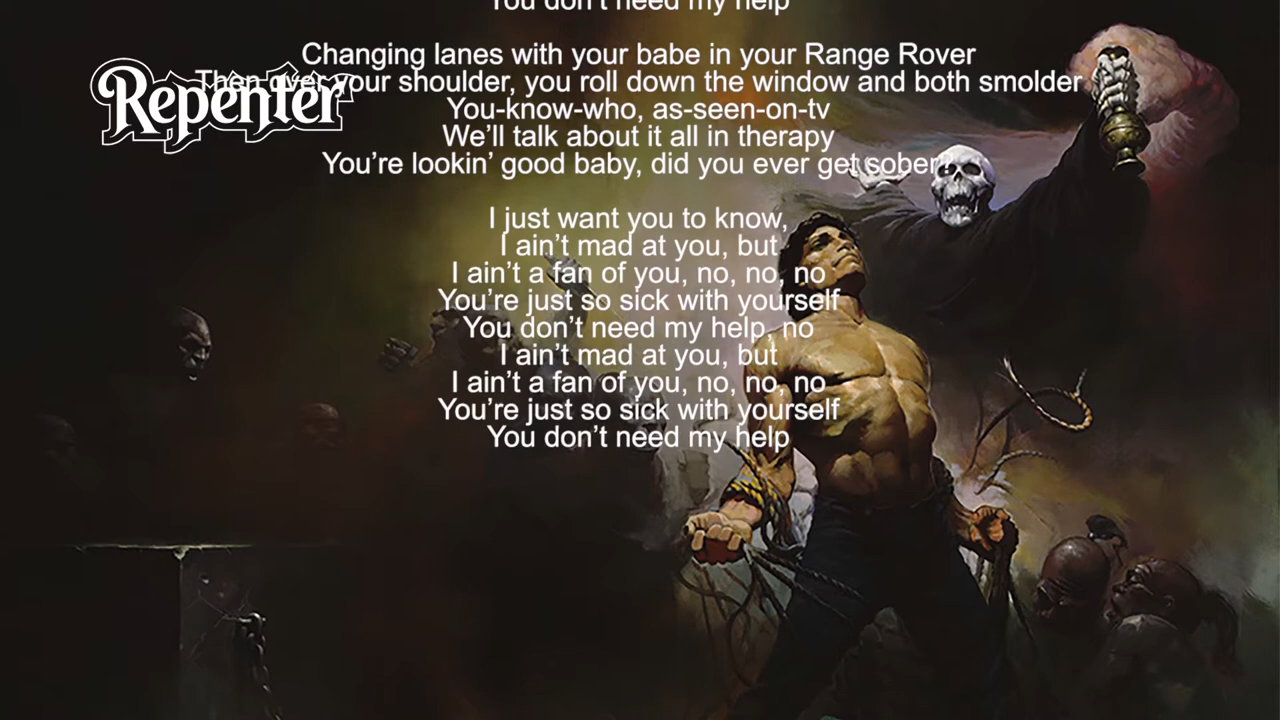 You don't need my help
Changing lanes with your babe in your Range Rover
Repenter
Then over your shoulder, you roll down the window and both smolder
You-know-who, as-seen-on-tv
We'll talk about it all in therapy
You're lookin' good baby, did you ever get sober?
I just want you to know,
I ain't mad at you, but
I ain't a fan of you, no, no, no
You're just so sick with yourself
You don't need my help, no
I ain't mad at you, but
I ain't a fan of you, no, no, no
You're just so sick with yourself
You don't need my help